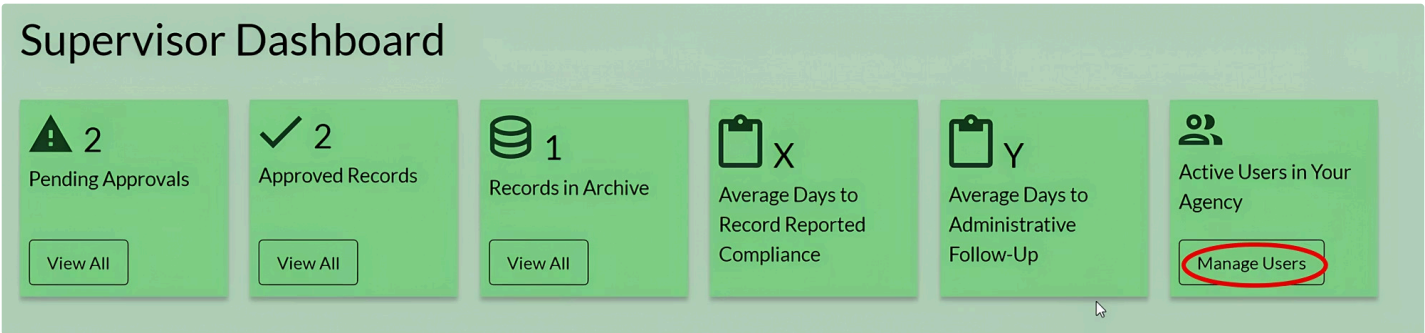 Supervisor Dashboard
2
Pending Approvals
View All
2
Approved Records
View All
1
Records in Archive
View All
X
Average Days to
Record Reported
Compliance
Y
Average Days to
Administrative
Follow-Up
Active Users in Your
Agency
Manage Users